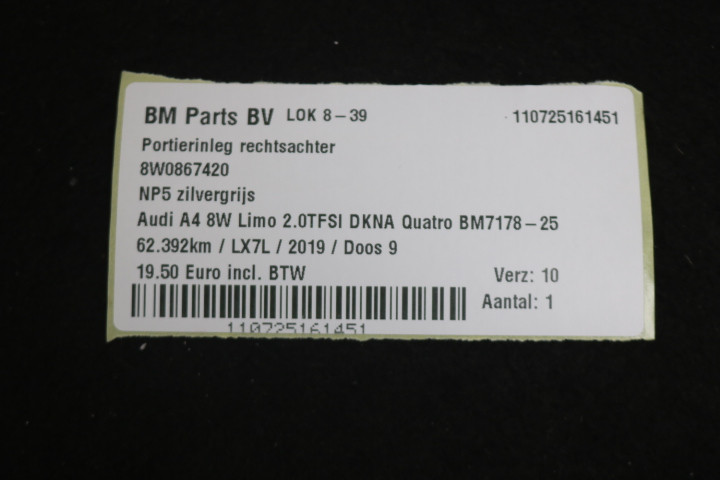 BM Parts BV LOK 8-39 110725161451
Portierinleg rechtsachter
8W0867420
NP5 zilvergrijs
Audi A4 8W Limo 2.0TFSI DKNA Quatro BM7178-25
62.392km / LX7L / 2019 / Doos 9
19.50 Euro incl. BTW Verz: 10
Aantal: 1
110725161451